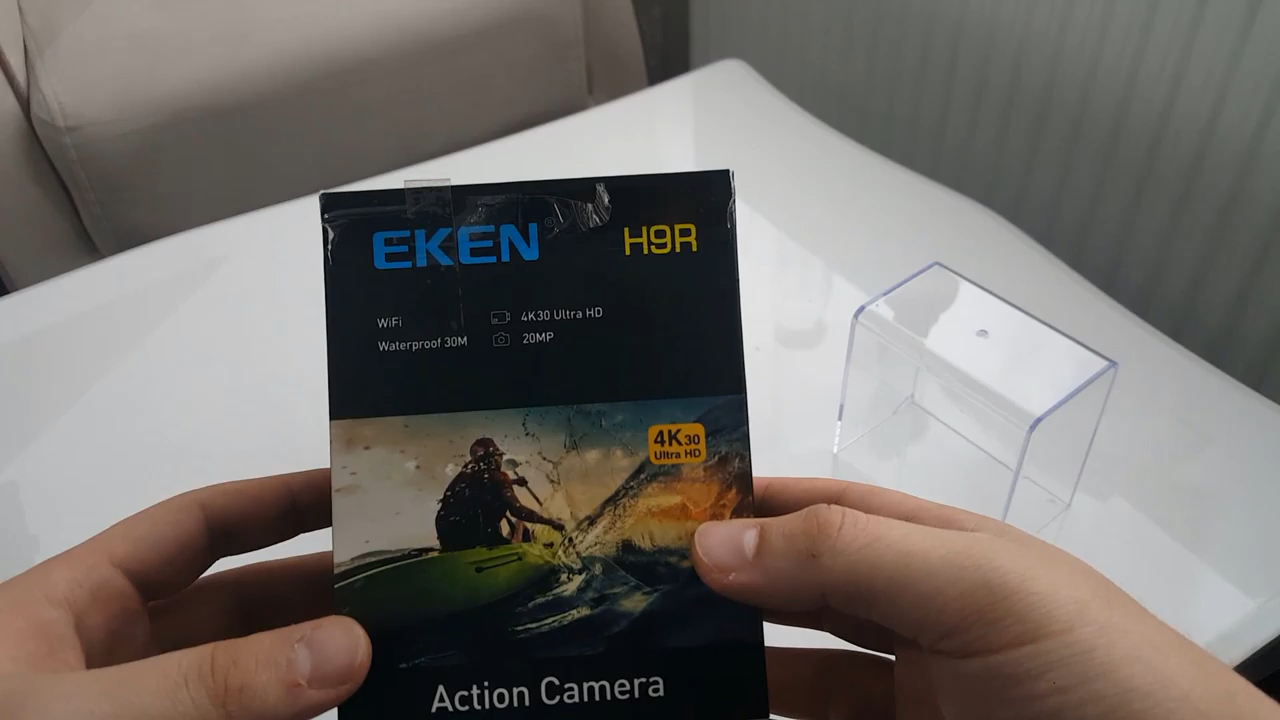 EKEN® H9R
WiFi
Waterproof 30M
4K30 Ultra HD
20MP
4K30
Ultra HD
Action Camera